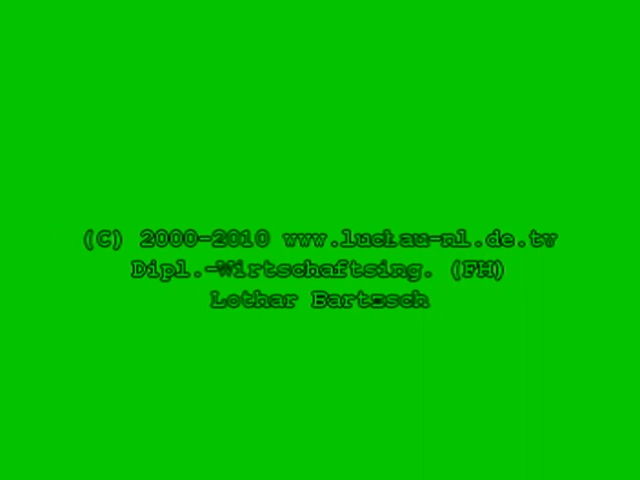 (C) 2000-2010 www.luckau-nl.de.tv
Dipl.-Wirtschaftsing. (FH)
Lothar Bartzsch